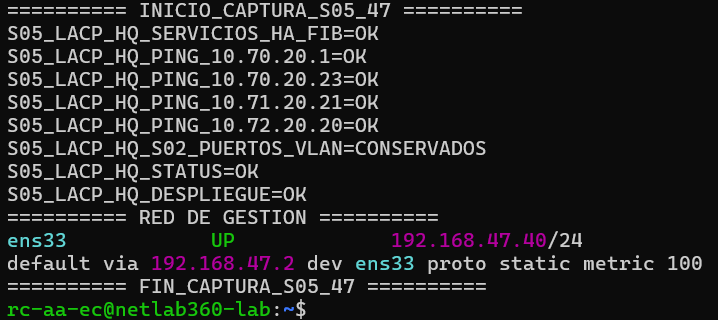 ========== INICIO_CAPTURA_S05_47 ==========
S05_LACP_HQ_SERVICIOS_HA_FIB=OK
S05_LACP_HQ_PING_10.70.20.1=OK
S05_LACP_HQ_PING_10.70.20.23=OK
S05_LACP_HQ_PING_10.71.20.21=OK
S05_LACP_HQ_PING_10.72.20.20=OK
S05_LACP_HQ_S02_PUERTOS_VLAN=CONSERVADOS
S05_LACP_HQ_STATUS=OK
S05_LACP_HQ_DESPLIEGUE=OK
========== RED DE GESTION ==========
ens33 UP 192.168.47.40/24
default via 192.168.47.2 dev ens33 proto static metric 100
========== FIN_CAPTURA_S05_47 ==========
rc-aa-ec@netlab360-lab:~$